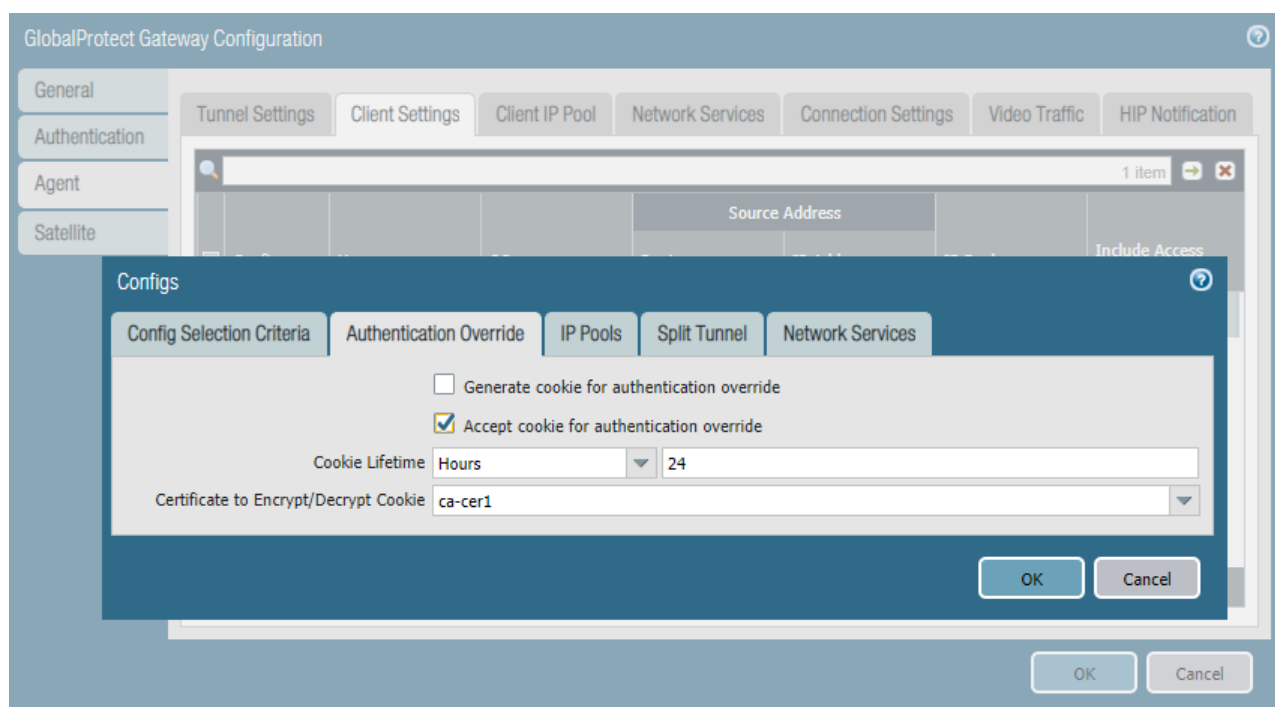 GlobalProtect Gateway Configuration
General
Authentication
Agent
Satellite
Tunnel Settings Client Settings Client IP Pool Network Services Connection Settings Video Traffic HIP Notification
1 item
Source Address
Include Access
Configs
Config Selection Criteria Authentication Override IP Pools Split Tunnel Network Services
Generate cookie for authentication override
Accept cookie for authentication override
Cookie Lifetime Hours 24
Certificate to Encrypt/Decrypt Cookie ca-cer1
OK Cancel
OK Cancel